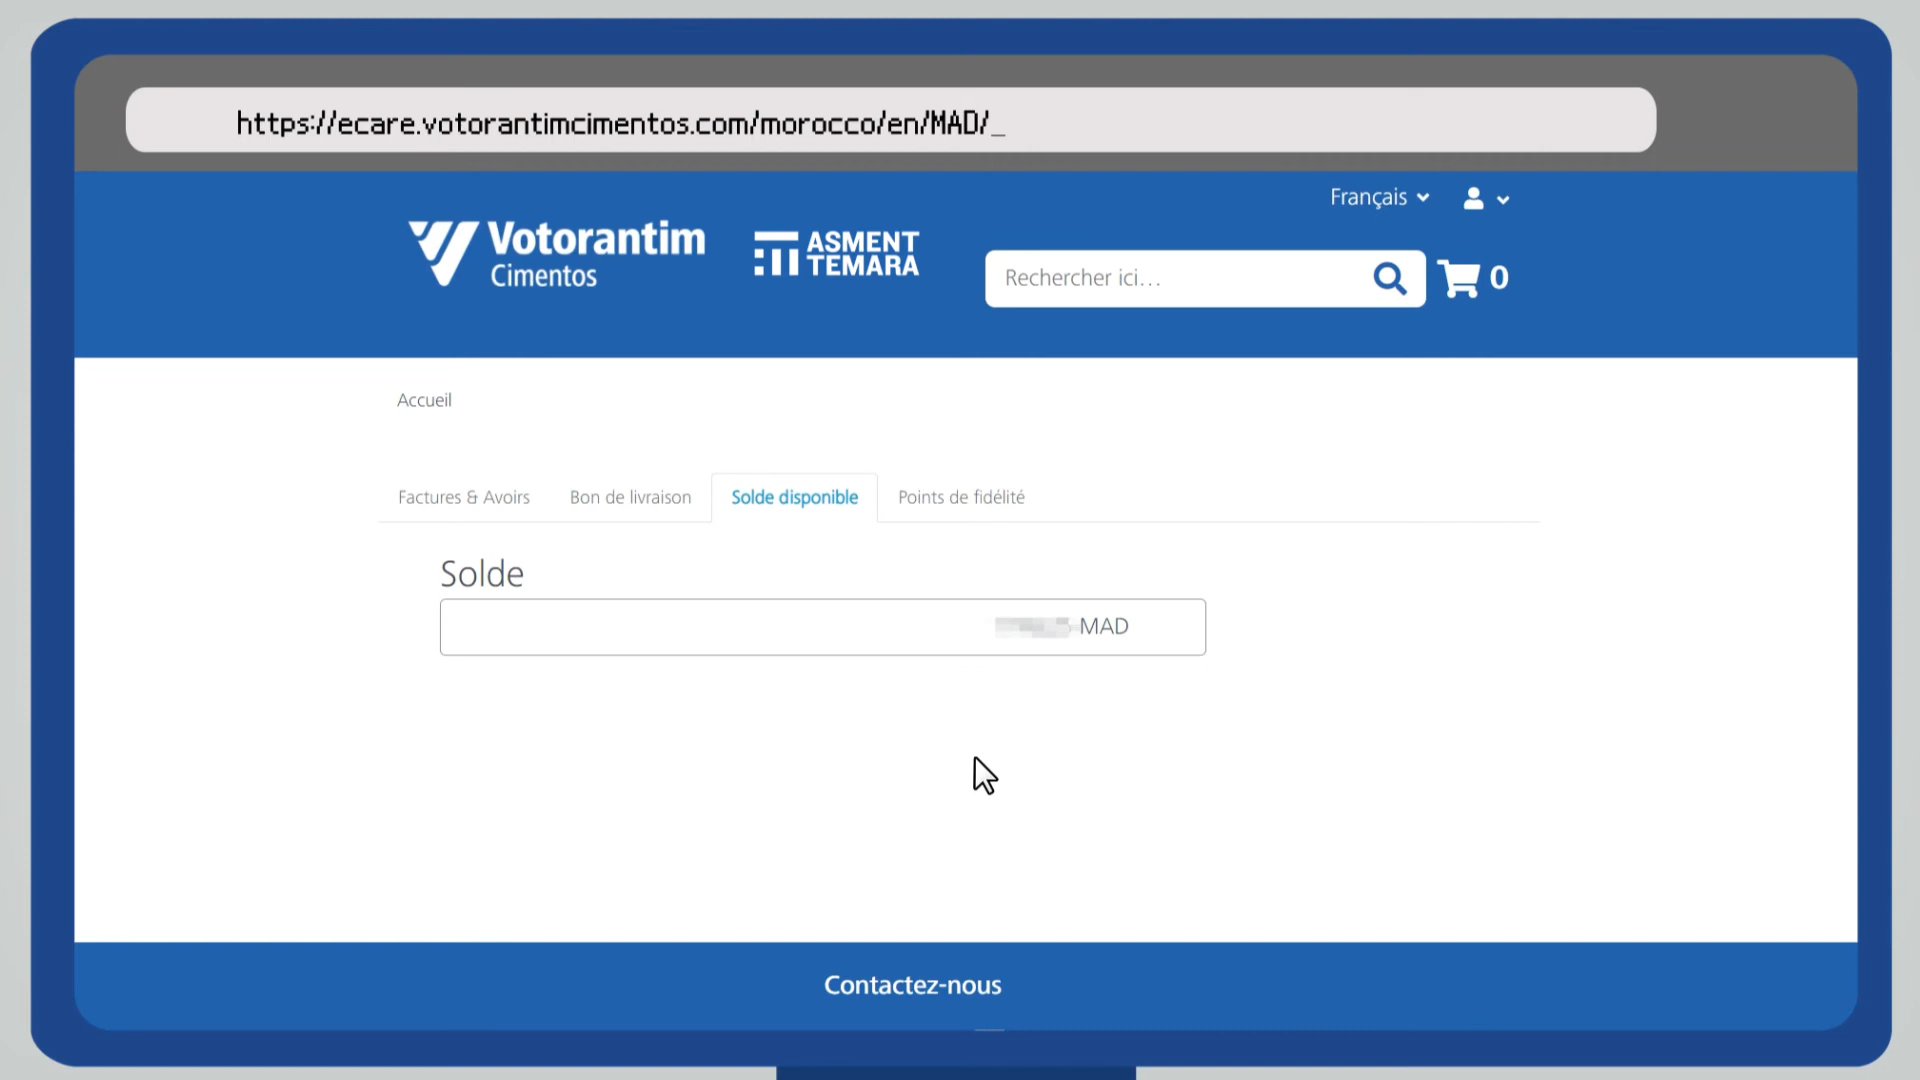 https://ecare.votorantimcimentos.com/morocco/en/MAD/_
Français
Votorantim
Cimentos
ASMENT
TEMARA
Rechercher ici...
0
Accueil
Factures & Avoirs
Bon de livraison
Solde disponible
Points de fidélité
Solde
MAD
Contactez-nous